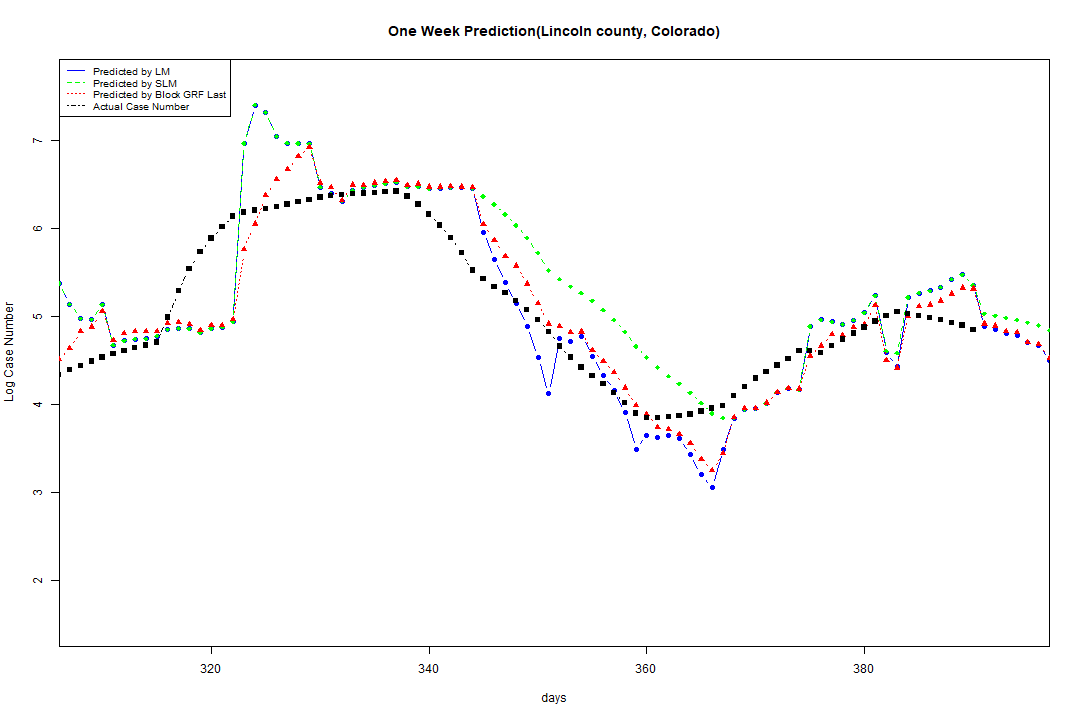 One Week Prediction(Lincoln county, Colorado)
Predicted by LM
Predicted by SLM
Predicted by Block GRF Last
Actual Case Number
Log Case Number
7
6
5
4
3
2
320
340
360
380
days